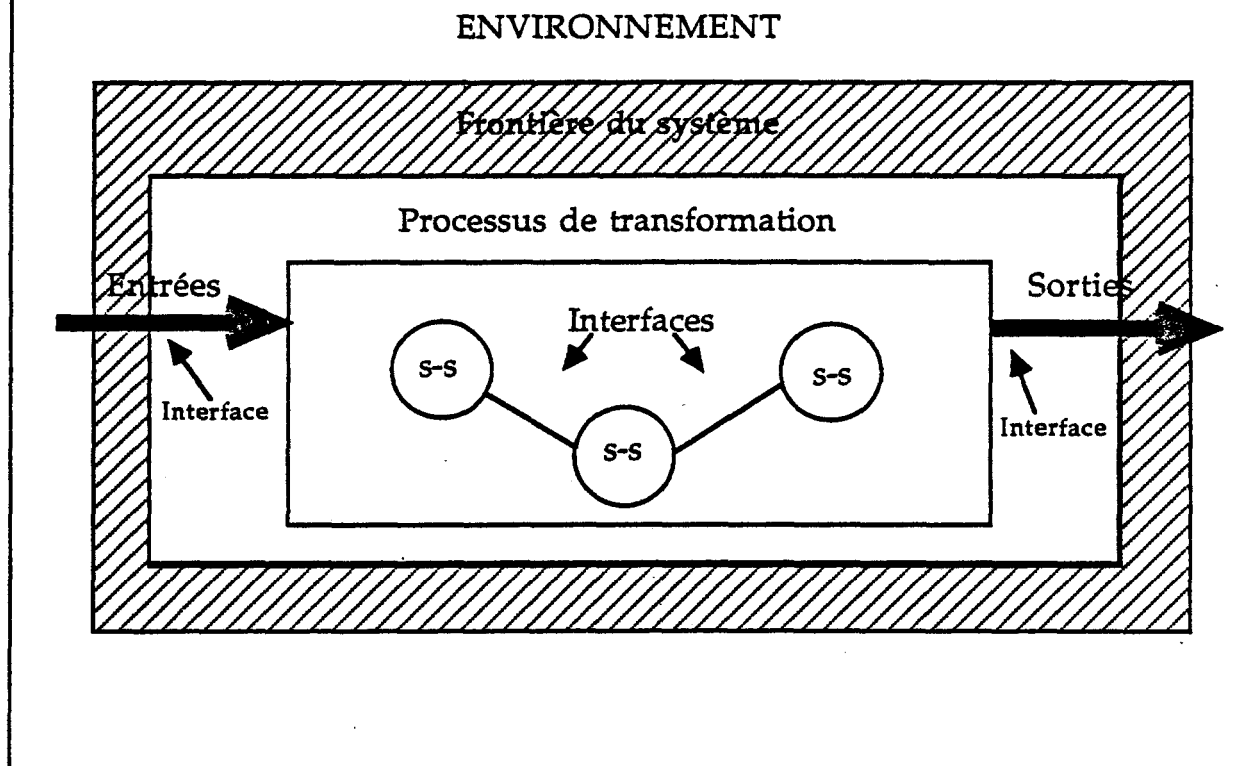 ENVIRONNEMENT
Frontière du système
Processus de transformation
Entrées
Sorties
Interfaces
s-s
s-s
s-s
Interface
Interface